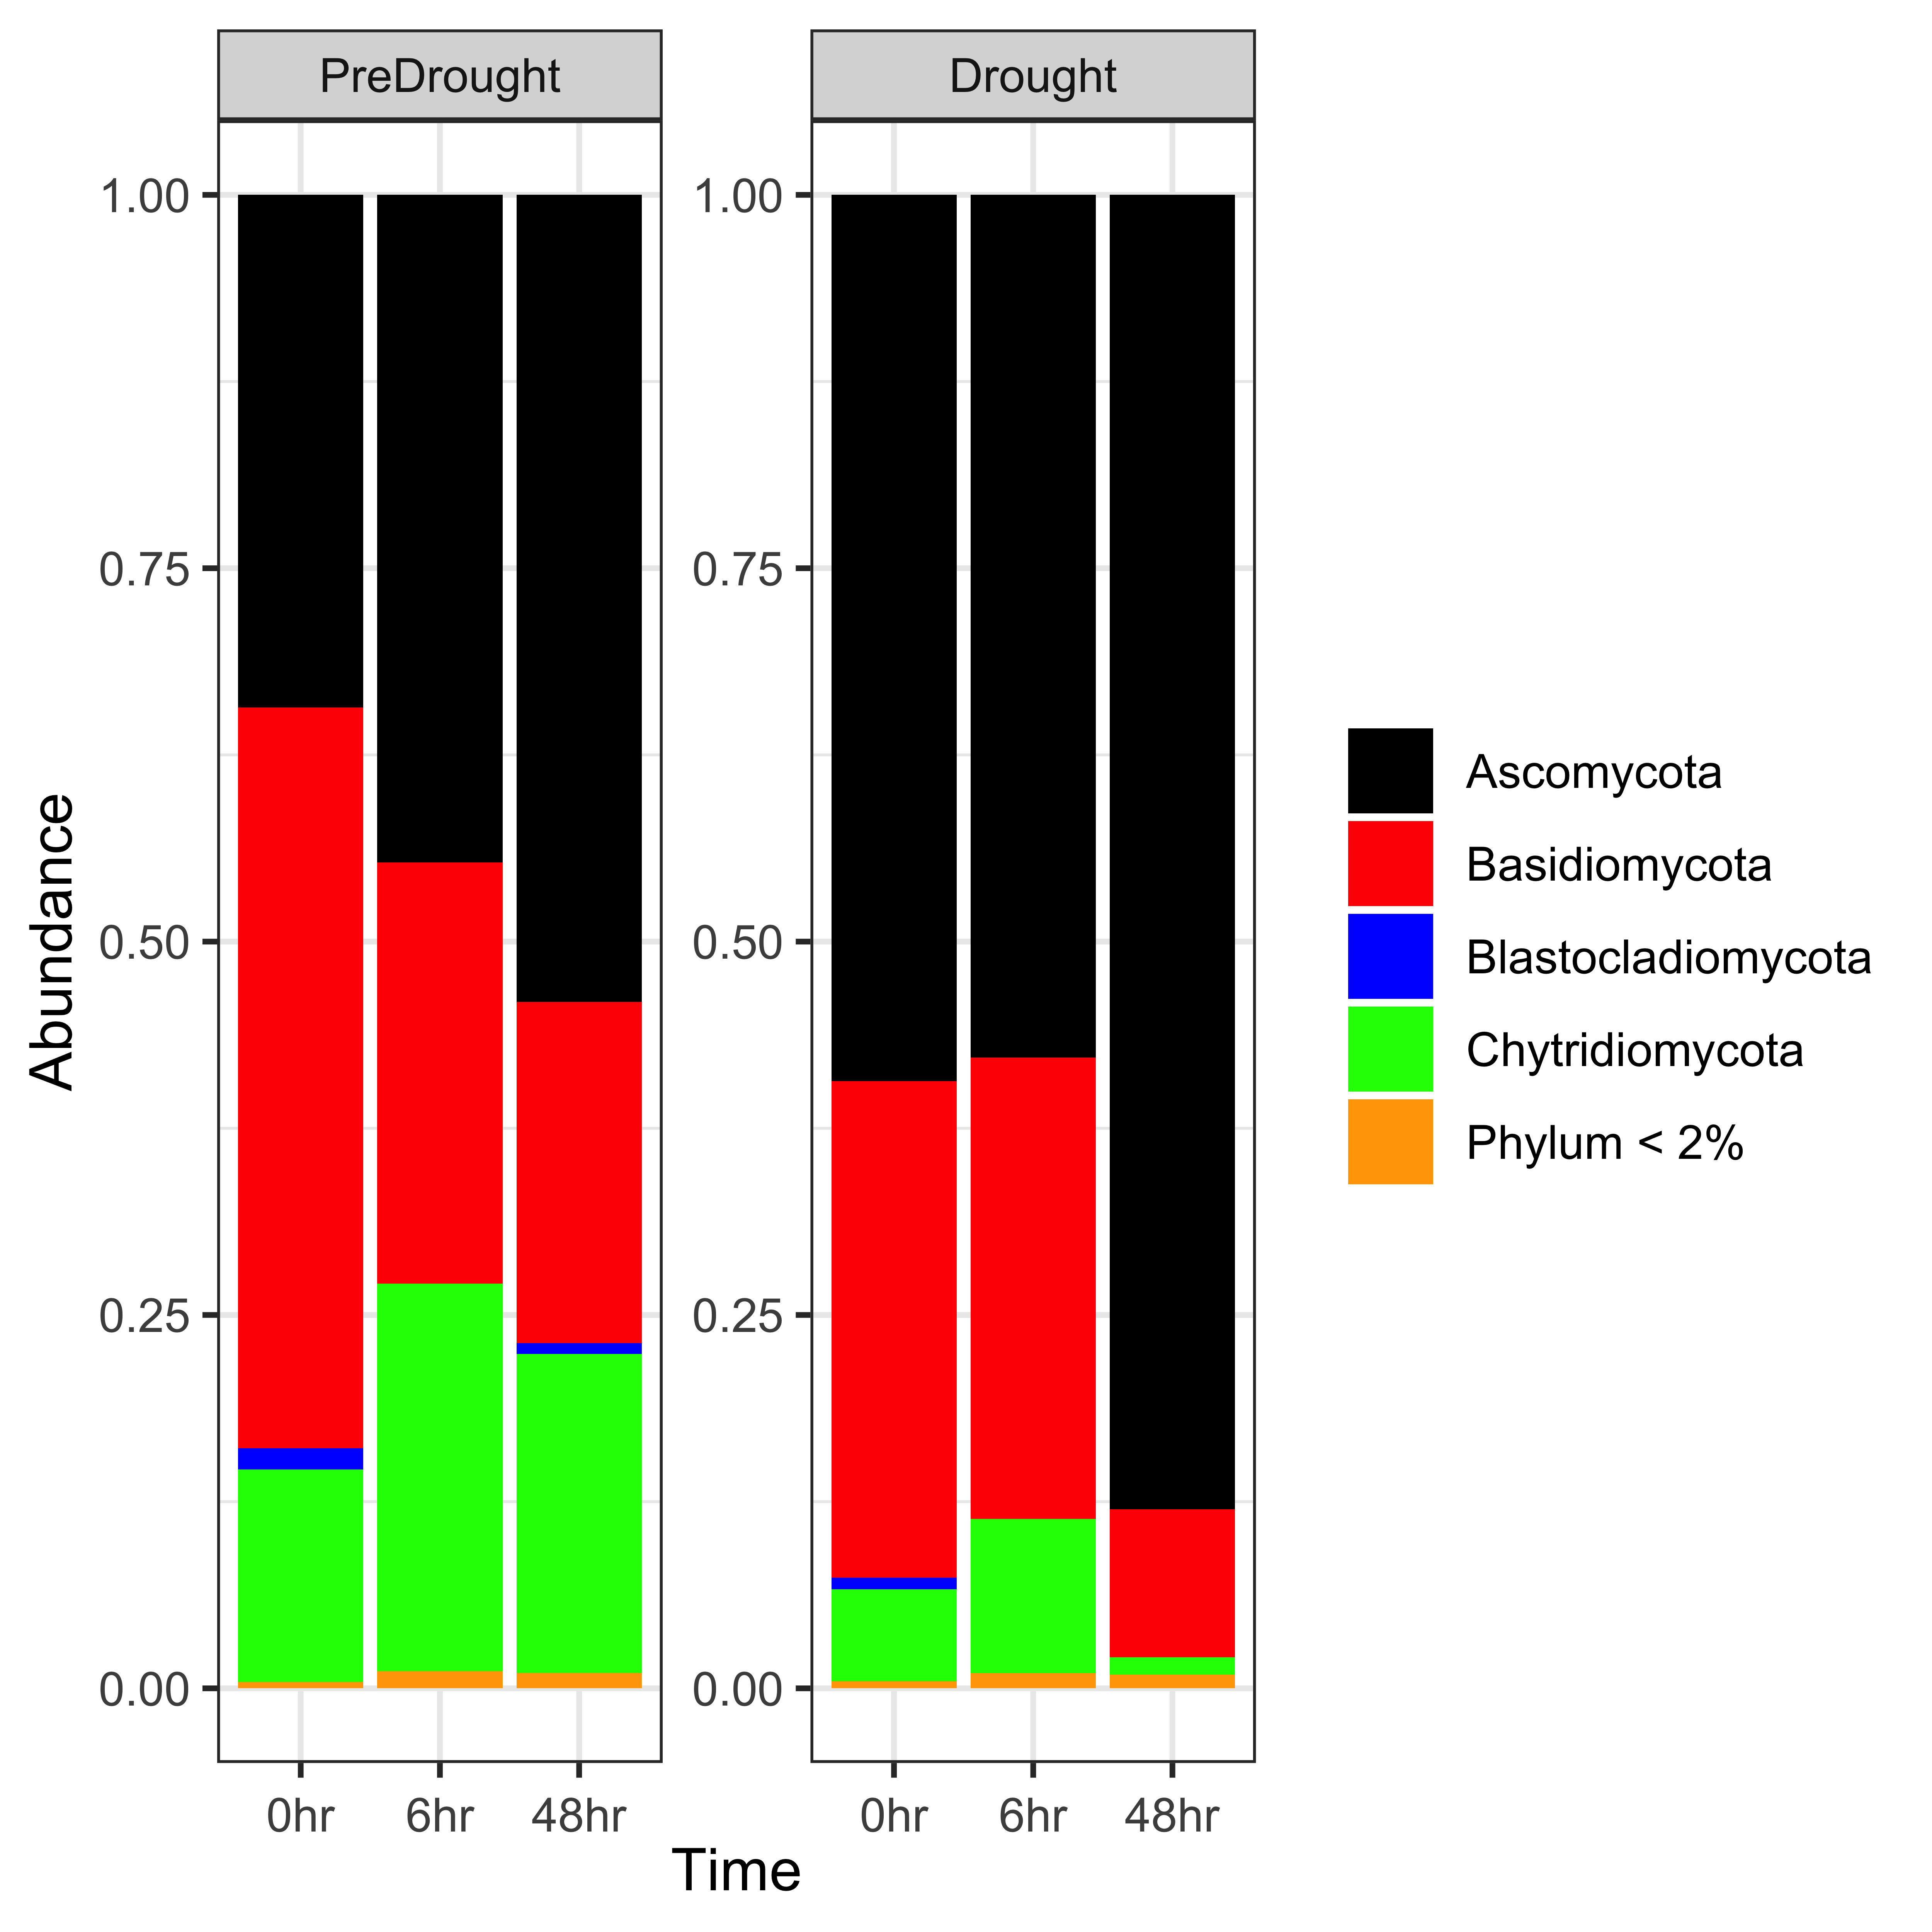 PreDrought
Drought
Abundance
1.00
0.75
0.50
0.25
0.00
1.00
0.75
0.50
0.25
0.00
0hr 6hr 48hr
0hr 6hr 48hr
Time
Ascomycota
Basidiomycota
Blastocladiomycota
Chytridiomycota
Phylum < 2%